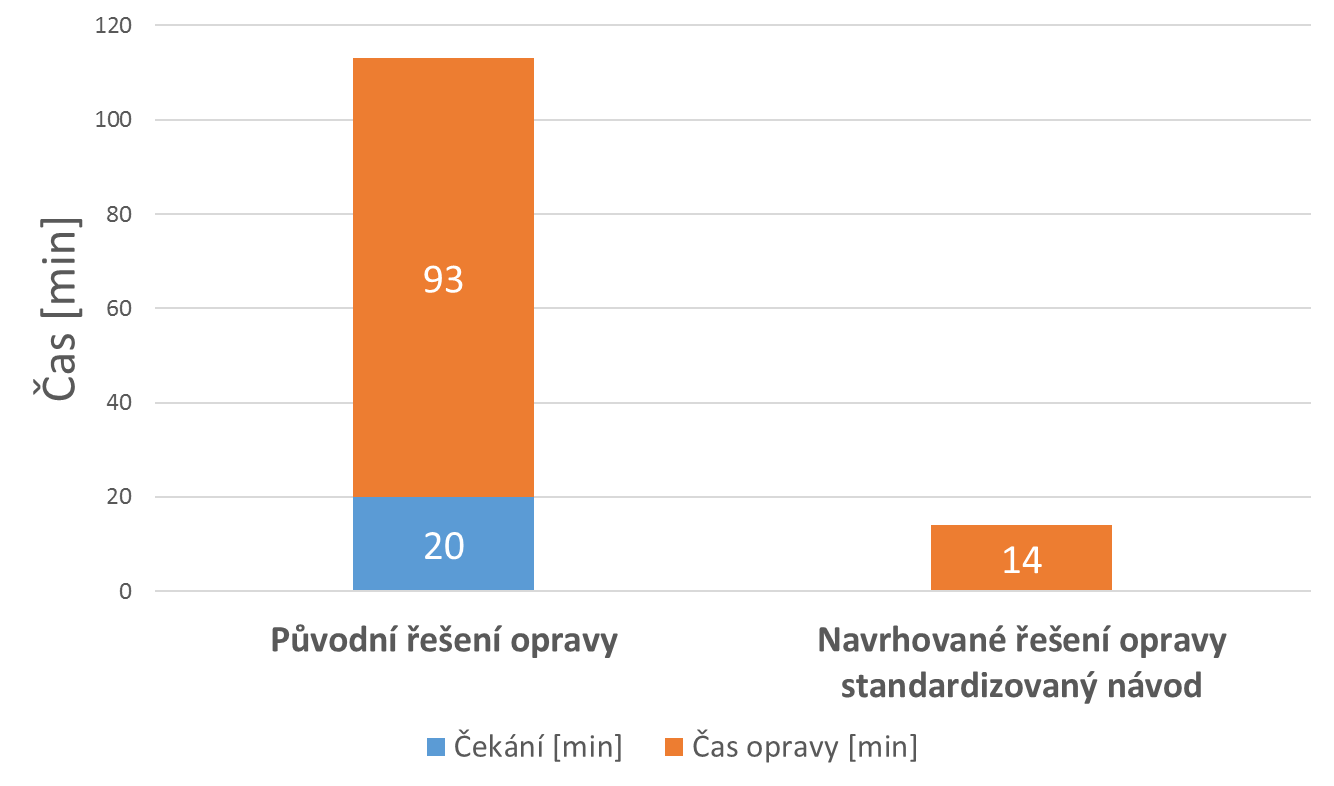 120
100
80
60
40
20
0
Čas [min]
93
20
14
Původní řešení opravy
Navrhované řešení opravy
standardizovaný návod
Čekání [min]
Čas opravy [min]